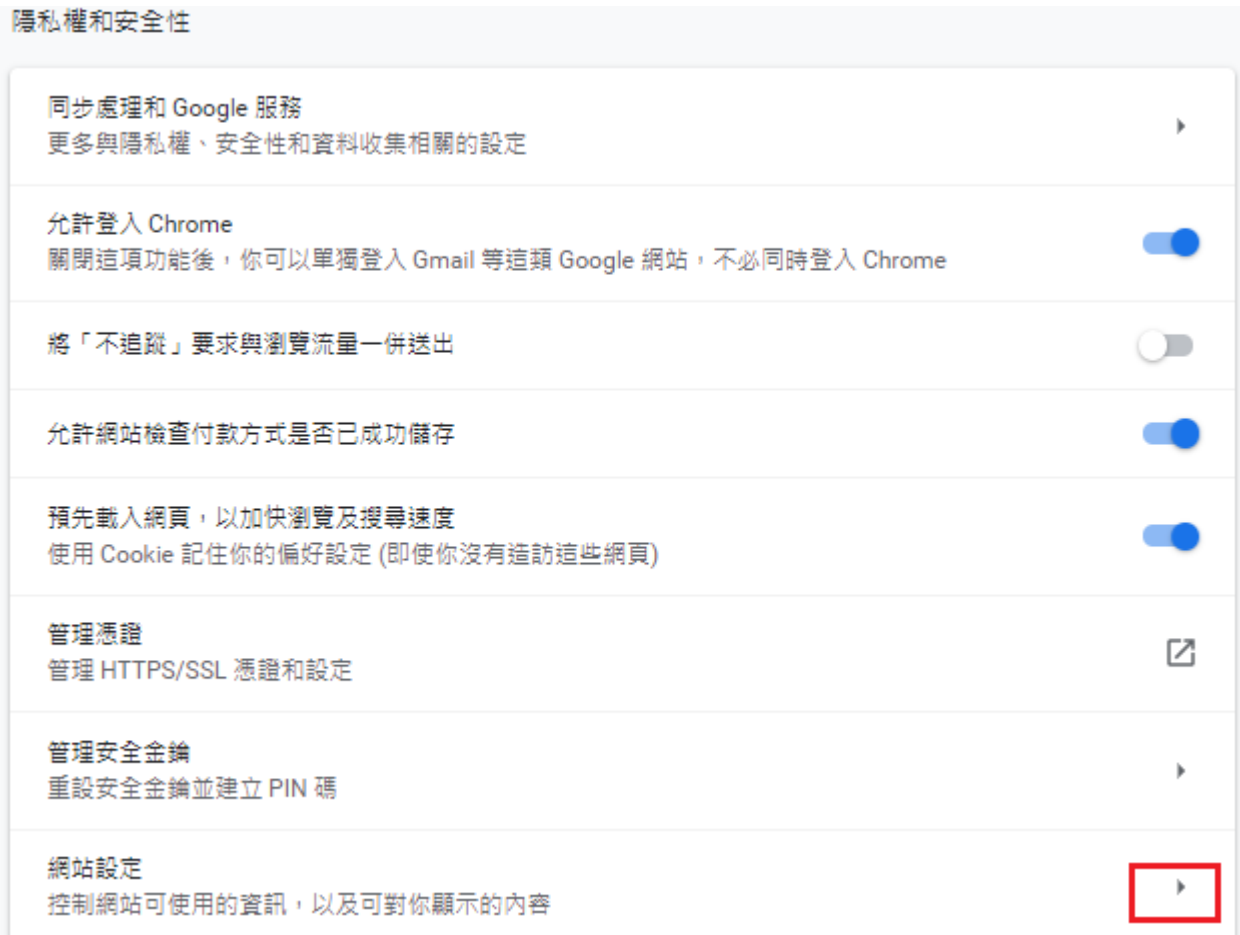 隱私權和安全性
同步處理和 Google 服務
更多與隱私權、安全性和資料收集相關的設定
允許登入 Chrome
關閉這項功能後，你可以單獨登入 Gmail 等這類 Google 網站，不必同時登入 Chrome
將「不追蹤」要求與瀏覽流量一併送出
允許網站檢查付款方式是否已成功儲存
預先載入網頁，以加快瀏覽及搜尋速度
使用 Cookie 記住你的偏好設定 (即使你沒有造訪這些網頁)
管理憑證
管理 HTTPS/SSL 憑證和設定
管理安全金鑰
重設安全金鑰並建立 PIN 碼
網站設定
控制網站可使用的資訊，以及可對你顯示的內容